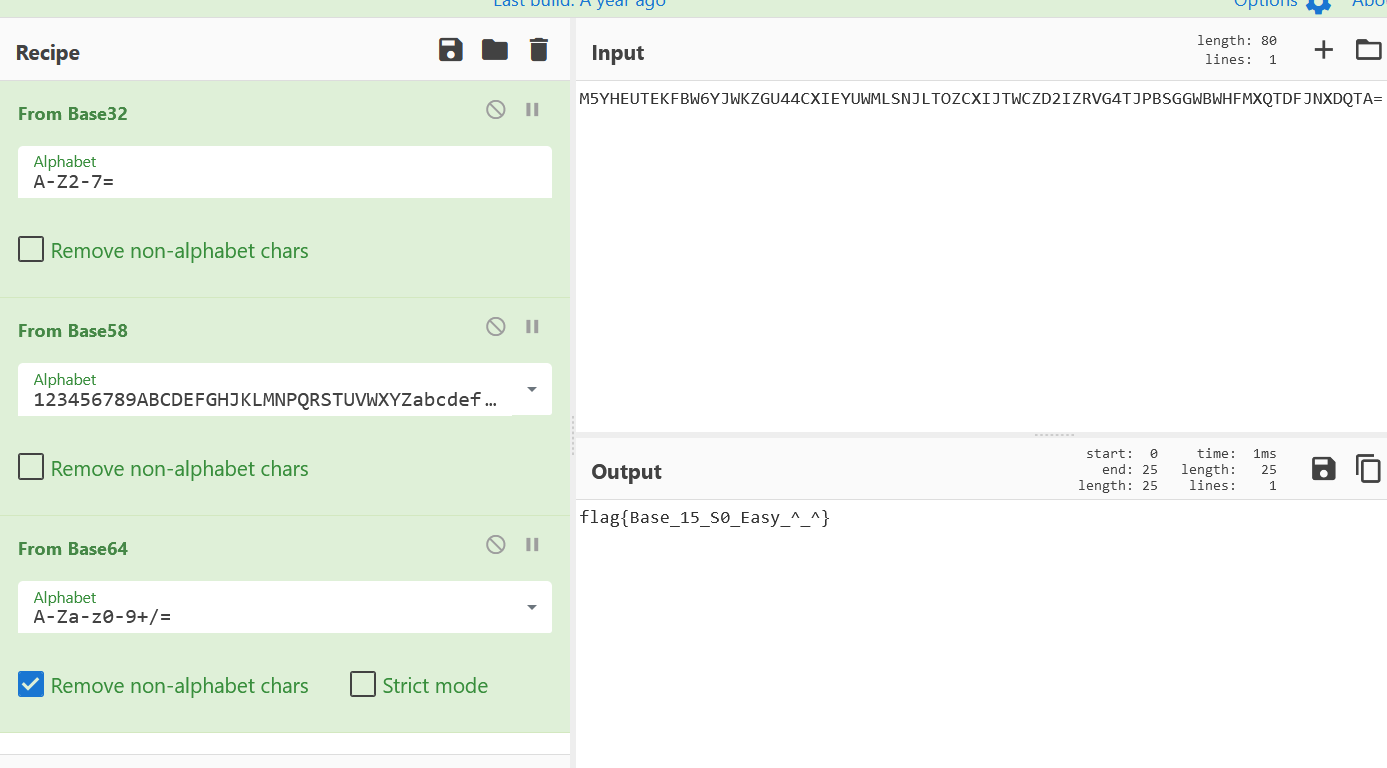 Last build: A year ago
Options
Recipe
From Base32
Alphabet
A-Z2-7=
Remove non-alphabet chars
From Base58
Alphabet
123456789ABCDEFGHJKLMNPQRSTUVWXYZabcdef…
Remove non-alphabet chars
From Base64
Alphabet
A-Za-z0-9+/=
Remove non-alphabet chars
Strict mode
Input
length: 80
lines: 1
M5YHEUTEKFBW6YJWKZGU44CXIEYUWMLSNJLTOZCXIJTWCZD2IZRVG4TJPBSGGWBWHFMXQTDFJNXDQTA=
Output
start: 0 time: 1ms
end: 25 length: 25
length: 25 lines: 1
flag{Base_15_S0_Easy_^_^}